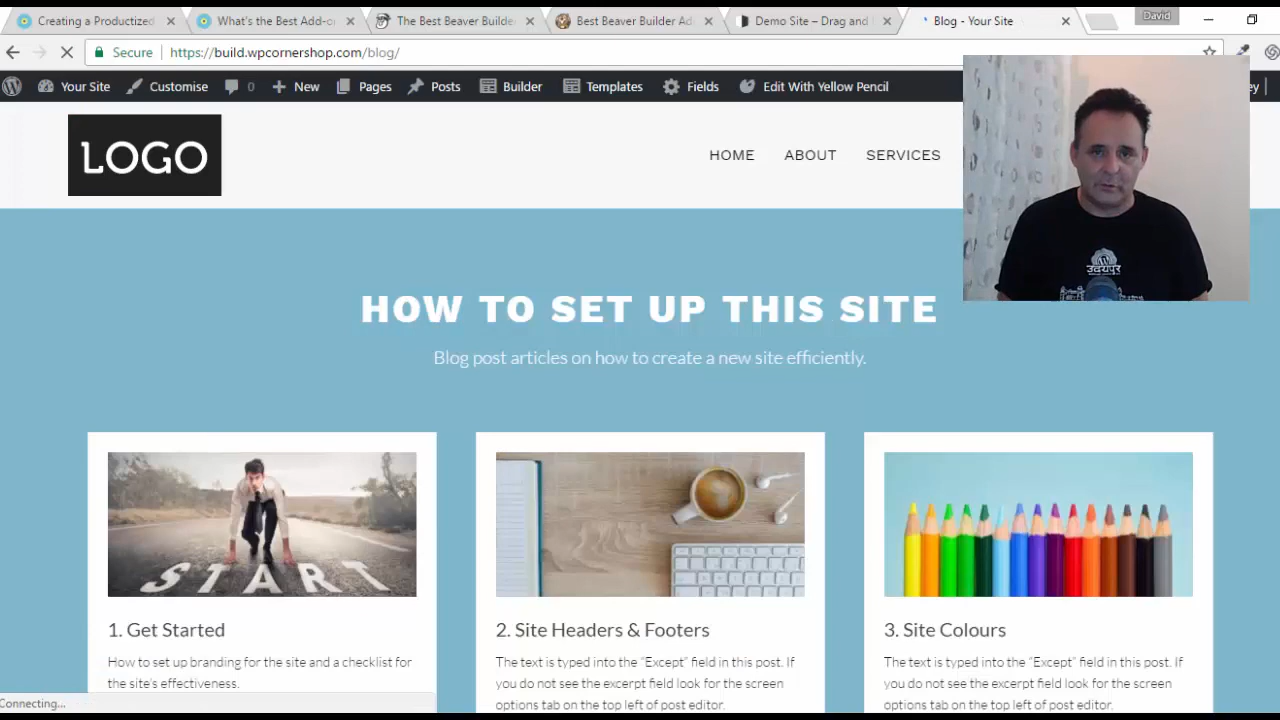 Creating a Productized
What's the Best Add-o
The Best Beaver Builder
Best Beaver Builder Ad
Demo Site – Drag and
Blog - Your Site
David
Secure
https://build.wpcornershop.com/blog/
Your Site
Customise
0
New
Pages
Posts
Builder
Templates
Fields
Edit With Yellow Pencil
ey
LOGO
HOME
ABOUT
SERVICES
उदयपुर
HOW TO SET UP THIS SITE
Blog post articles on how to create a new site efficiently.
START
1. Get Started
How to set up branding for the site and a checklist for
the site's effectiveness.
2. Site Headers & Footers
The text is typed into the "Except" field in this post. If
you do not see the excerpt field look for the screen
options tab on the top left of post editor.
3. Site Colours
The text is typed into the "Except" field in this post. If
you do not see the excerpt field look for the screen
options tab on the top left of post editor.
Connecting...